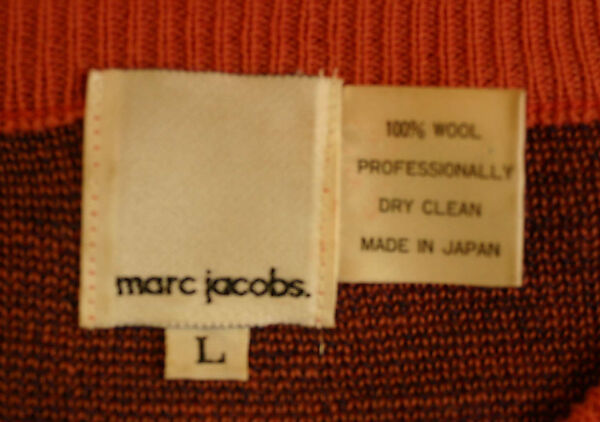 marc jacobs.
L
100% WOOL
PROFESSIONALLY
DRY CLEAN
MADE IN JAPAN